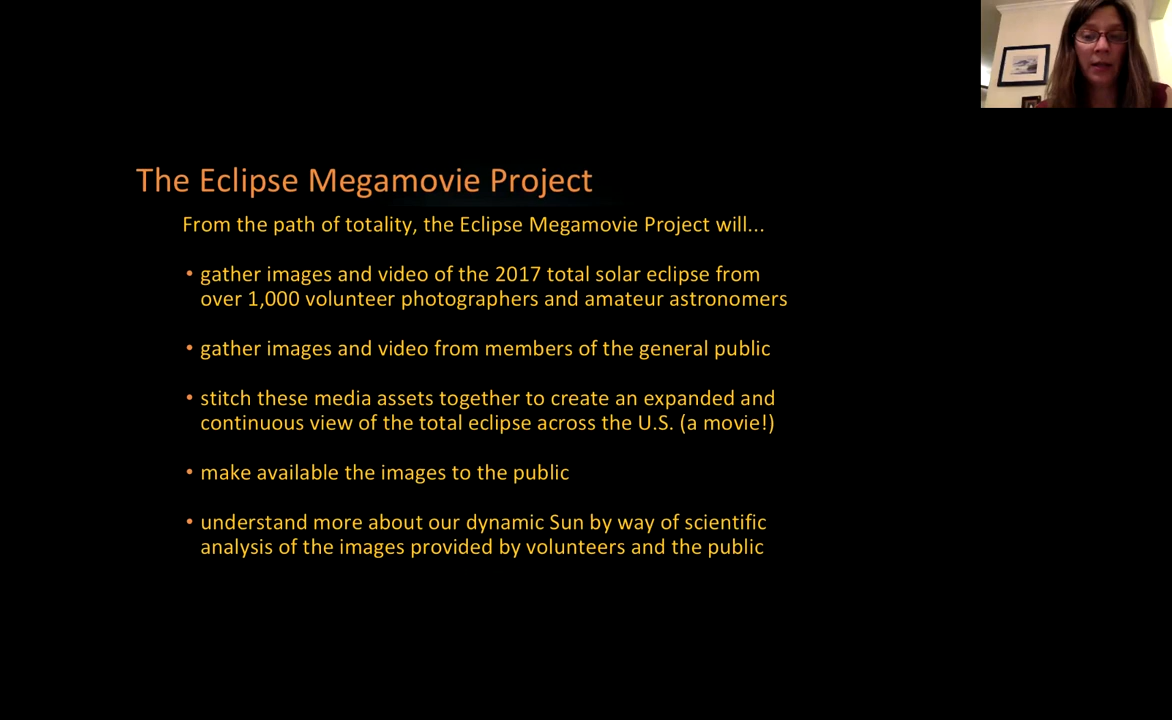 The Eclipse Megamovie Project
From the path of totality, the Eclipse Megamovie Project will...
• gather images and video of the 2017 total solar eclipse from
over 1,000 volunteer photographers and amateur astronomers
• gather images and video from members of the general public
• stitch these media assets together to create an expanded and
continuous view of the total eclipse across the U.S. (a movie!)
• make available the images to the public
• understand more about our dynamic Sun by way of scientific
analysis of the images provided by volunteers and the public